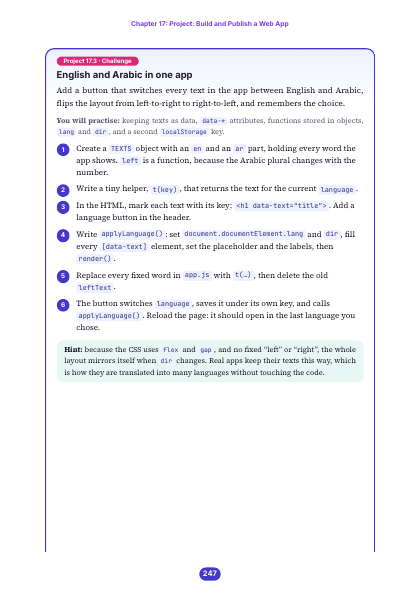 Chapter 17: Project: Build and Publish a Web App
Project 17.3 · Challenge
English and Arabic in one app
Add a button that switches every text in the app between English and Arabic,
flips the layout from left-to-right to right-to-left, and remembers the choice.
You will practise: keeping texts as data, data-* attributes, functions stored in objects,
lang and dir, and a second localStorage key.
1 Create a TEXTS object with an en and an ar part, holding every word the
app shows. left is a function, because the Arabic plural changes with the
number.
2 Write a tiny helper, t(key), that returns the text for the current language.
3 In the HTML, mark each text with its key: <h1 data-text="title">. Add a
language button in the header.
4 Write applyLanguage(): set document.documentElement.lang and dir, fill
every [data-text] element, set the placeholder and the labels, then
render().
5 Replace every fixed word in app.js with t(…), then delete the old
leftText.
6 The button switches language, saves it under its own key, and calls
applyLanguage(). Reload the page: it should open in the last language you
chose.
Hint: because the CSS uses flex and gap, and no fixed “left” or “right”, the whole
layout mirrors itself when dir changes. Real apps keep their texts this way, which
is how they are translated into many languages without touching the code.
247